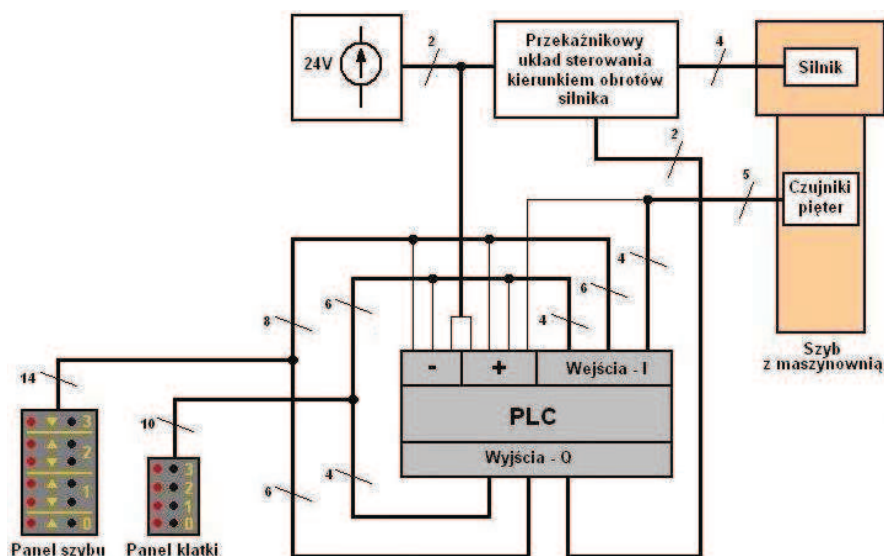 24V
2
Przekaźnikowy
układ sterowania
kierunkiem obrotów
silnika
4
Silnik
2
5
Czujniki
pięter
4
6
4
6
8
Szyb
z maszynownią
14
- + Wejścia - I
PLC
Wyjścia - Q
10
4
6
3
2
1
0
3
2
1
0
Panel szybu
Panel klatki